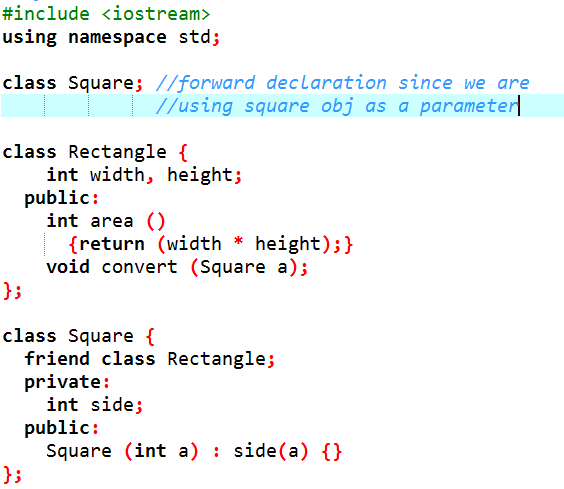 #include <iostream>
using namespace std;
class Square; //forward declaration since we are
//using square obj as a parameter
class Rectangle {
int width, height;
public:
int area ()
{return (width * height);}
void convert (Square a);
};
class Square {
friend class Rectangle;
private:
int side;
public:
Square (int a) : side(a) {}
};